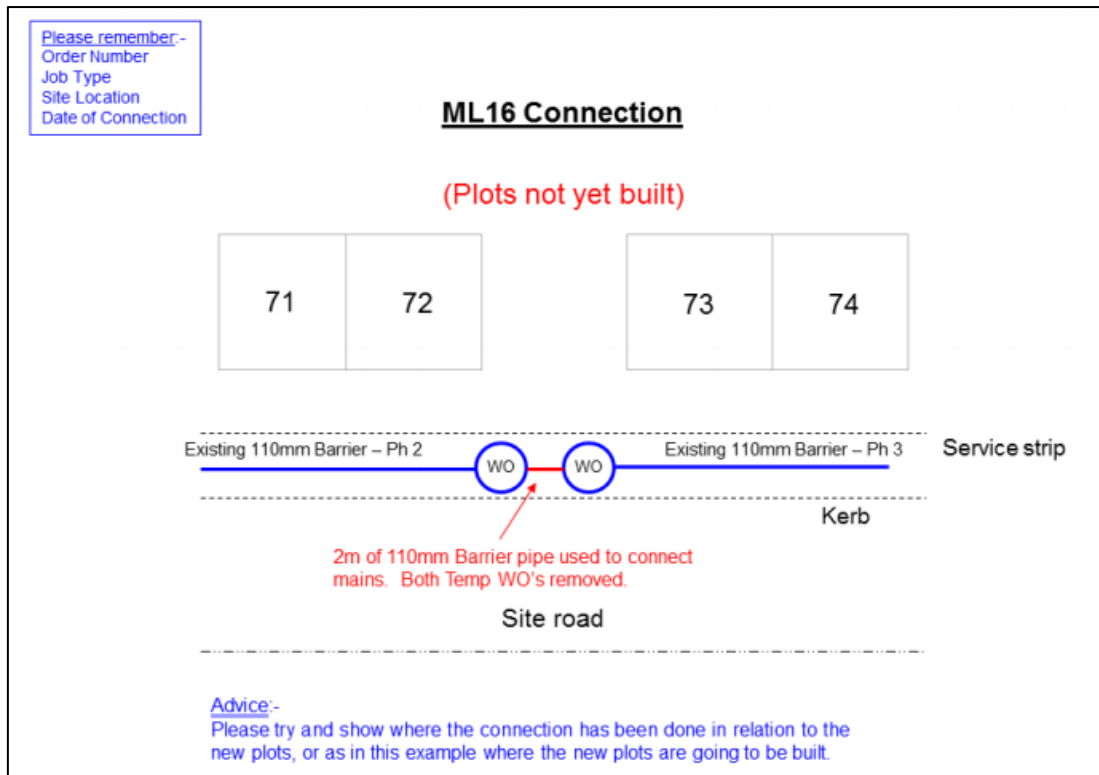 Please remember:-
Order Number
Job Type
Site Location
Date of Connection
ML16 Connection
(Plots not yet built)
71
72
73
74
Existing 110mm Barrier – Ph 2
WO
WO
Existing 110mm Barrier – Ph 3
Service strip
Kerb
2m of 110mm Barrier pipe used to connect
mains.  Both Temp WO's removed.
Site road
Advice:-
Please try and show where the connection has been done in relation to the
new plots, or as in this example where the new plots are going to be built.